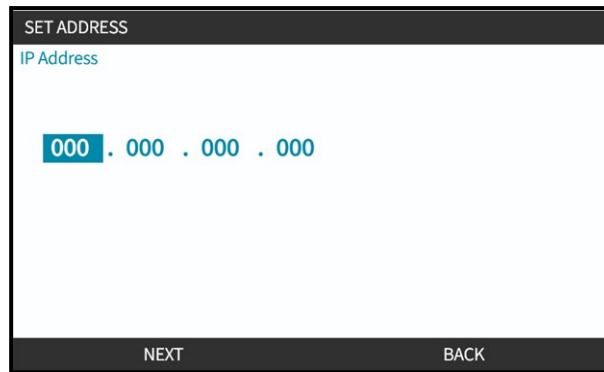 SET ADDRESS
IP Address
000 . 000 . 000 . 000
NEXT BACK